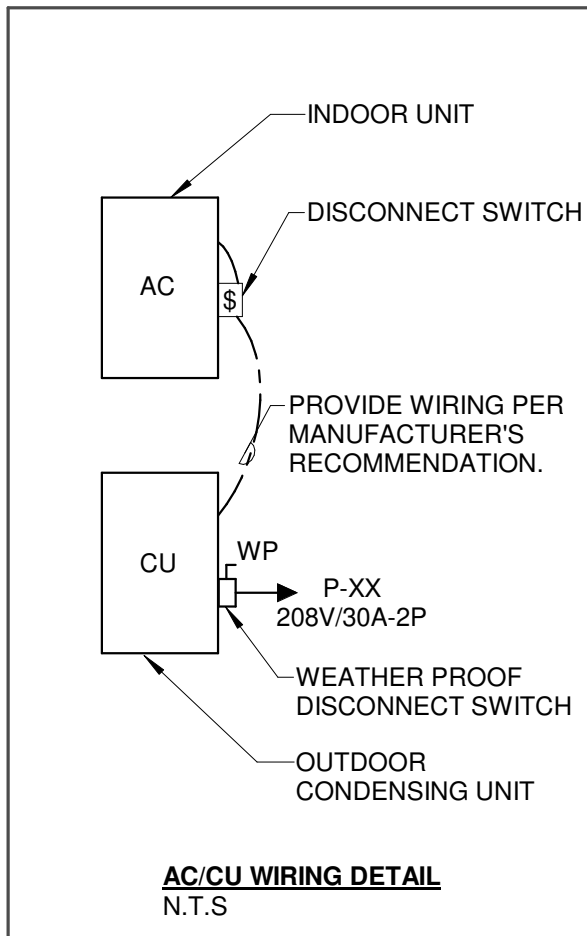 INDOOR UNIT
DISCONNECT SWITCH
AC
$
PROVIDE WIRING PER
MANUFACTURER'S
RECOMMENDATION.
CU
WP
P-XX
208V/30A-2P
WEATHER PROOF
DISCONNECT SWITCH
OUTDOOR
CONDENSING UNIT
AC/CU WIRING DETAIL
N.T.S